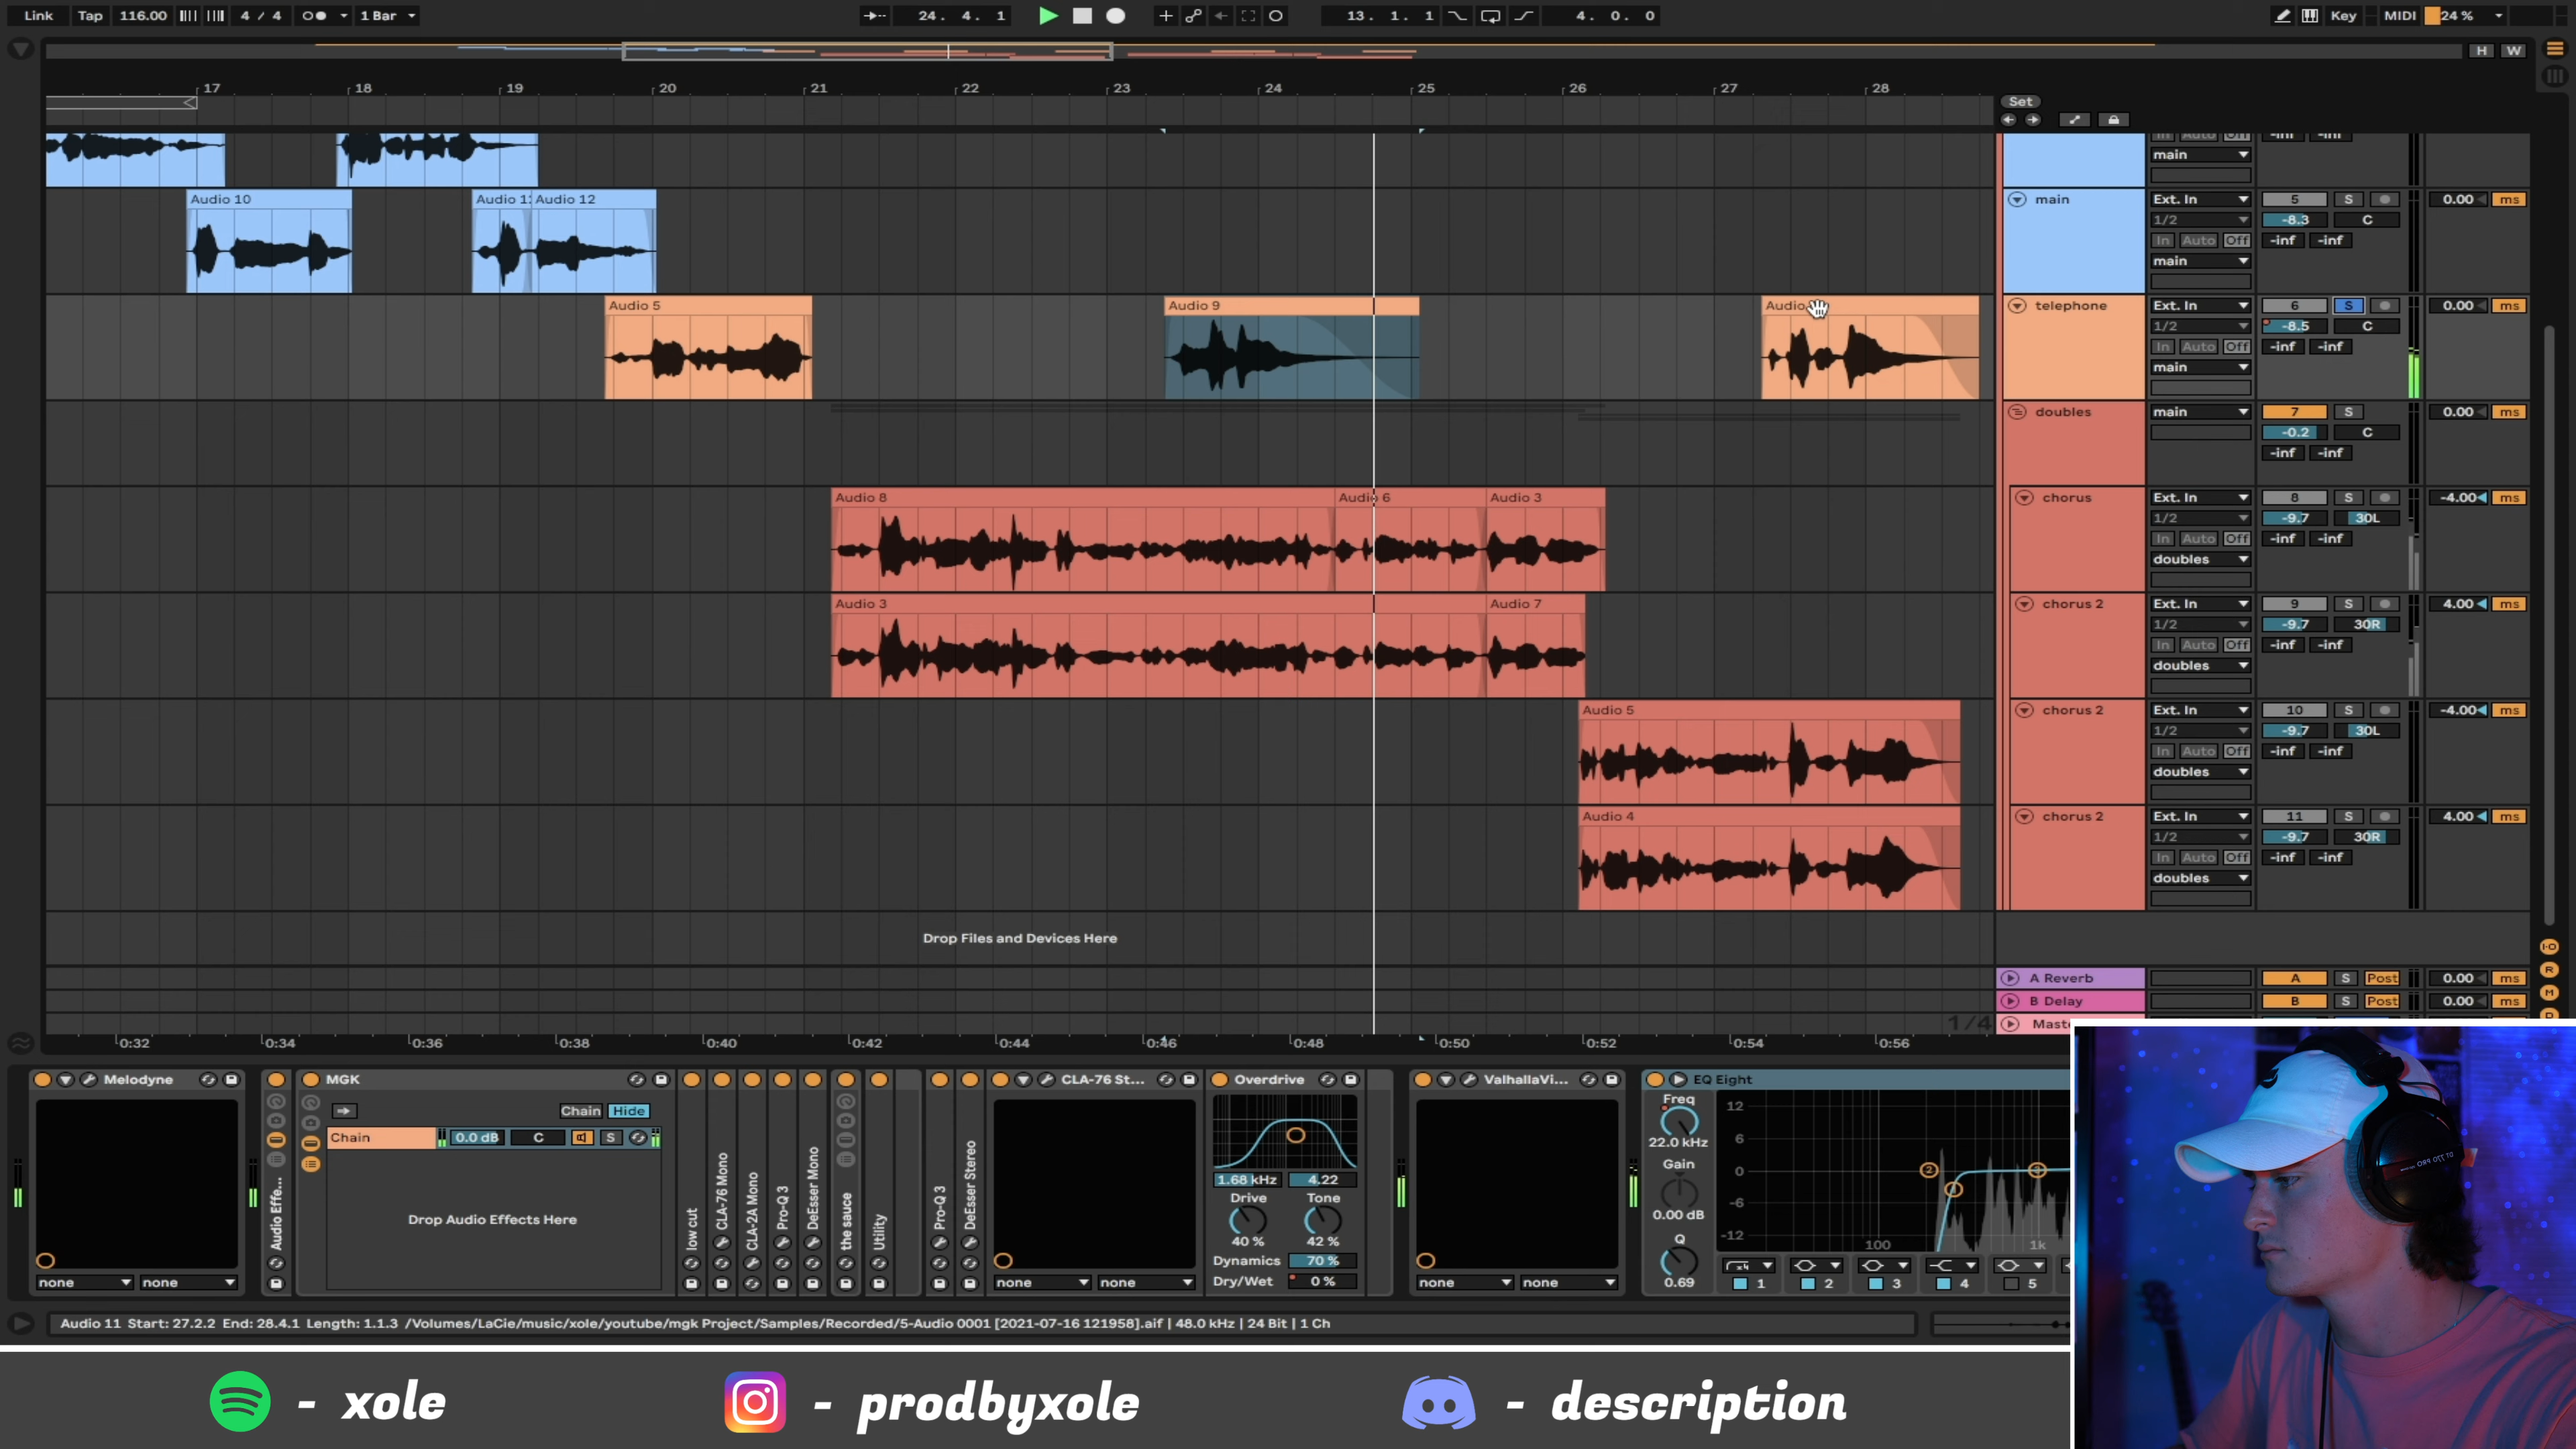 Link Tap 116.00 4 / 4 1 Bar 24. 4. 1 13. 1. 1 4. 0. 0 Key MIDI 24 %
H W
17 18 19 20 21 22 23 24 25 26 27 28
Set
main
Audio 10 Audio 12 main Ext. In 5 S 0.00 ms
1/2 -8.3 C
In Auto Off -inf -inf
main
Audio 5 Audio 9 Audio telephone Ext. In 6 S 0.00 ms
1/2 -8.5 C
In Auto Off -inf -inf
main
doubles main 7 S 0.00 ms
-0.2 C
-inf -inf
Audio 8 Audio 6 Audio 3 chorus Ext. In 8 S -4.00 ms
1/2 -9.7 30L
In Auto Off -inf -inf
doubles
Audio 3 Audio 7 chorus 2 Ext. In 9 S 4.00 ms
1/2 -9.7 30R
In Auto Off -inf -inf
doubles
Audio 5 chorus 2 Ext. In 10 S -4.00 ms
1/2 -9.7 30L
In Auto Off -inf -inf
doubles
Audio 4 chorus 2 Ext. In 11 S 4.00 ms
1/2 -9.7 30R
In Auto Off -inf -inf
doubles
Drop Files and Devices Here
A Reverb A S Post 0.00 ms
B Delay B S Post 0.00 ms
1/4 Mast
0:32 0:34 0:36 0:38 0:40 0:42 0:44 0:46 0:48 0:50 0:52 0:54 0:56
Melodyne MGK CLA-76 St... Overdrive ValhallaVi... EQ Eight
Chain Hide
Chain 0.0 dB C S
Drop Audio Effects Here
none none
Audio Effe...
low cut
CLA-76 Mono
CLA-2A Mono
Pro-Q 3
DeEsser Mono
the sauce
Utility
Pro-Q 3
DeEsser Stereo
none none
1.68 kHz 4.22
Drive Tone
40 % 42 %
Dynamics 70 %
Dry/Wet 0 %
none none
Freq
22.0 kHz
Gain
0.00 dB
Q
0.69
12
6
0
-6
-12
100 1k
1 2 3 4 5
Audio 11 Start: 27.2.2 End: 28.4.1 Length: 1.1.3 /Volumes/LaCie/music/xole/youtube/mgk Project/Samples/Recorded/5-Audio 0001 [2021-07-16 121958].aif | 48.0 kHz | 24 Bit | 1 Ch
- xole - prodbyxole - description
DT 770 PRO